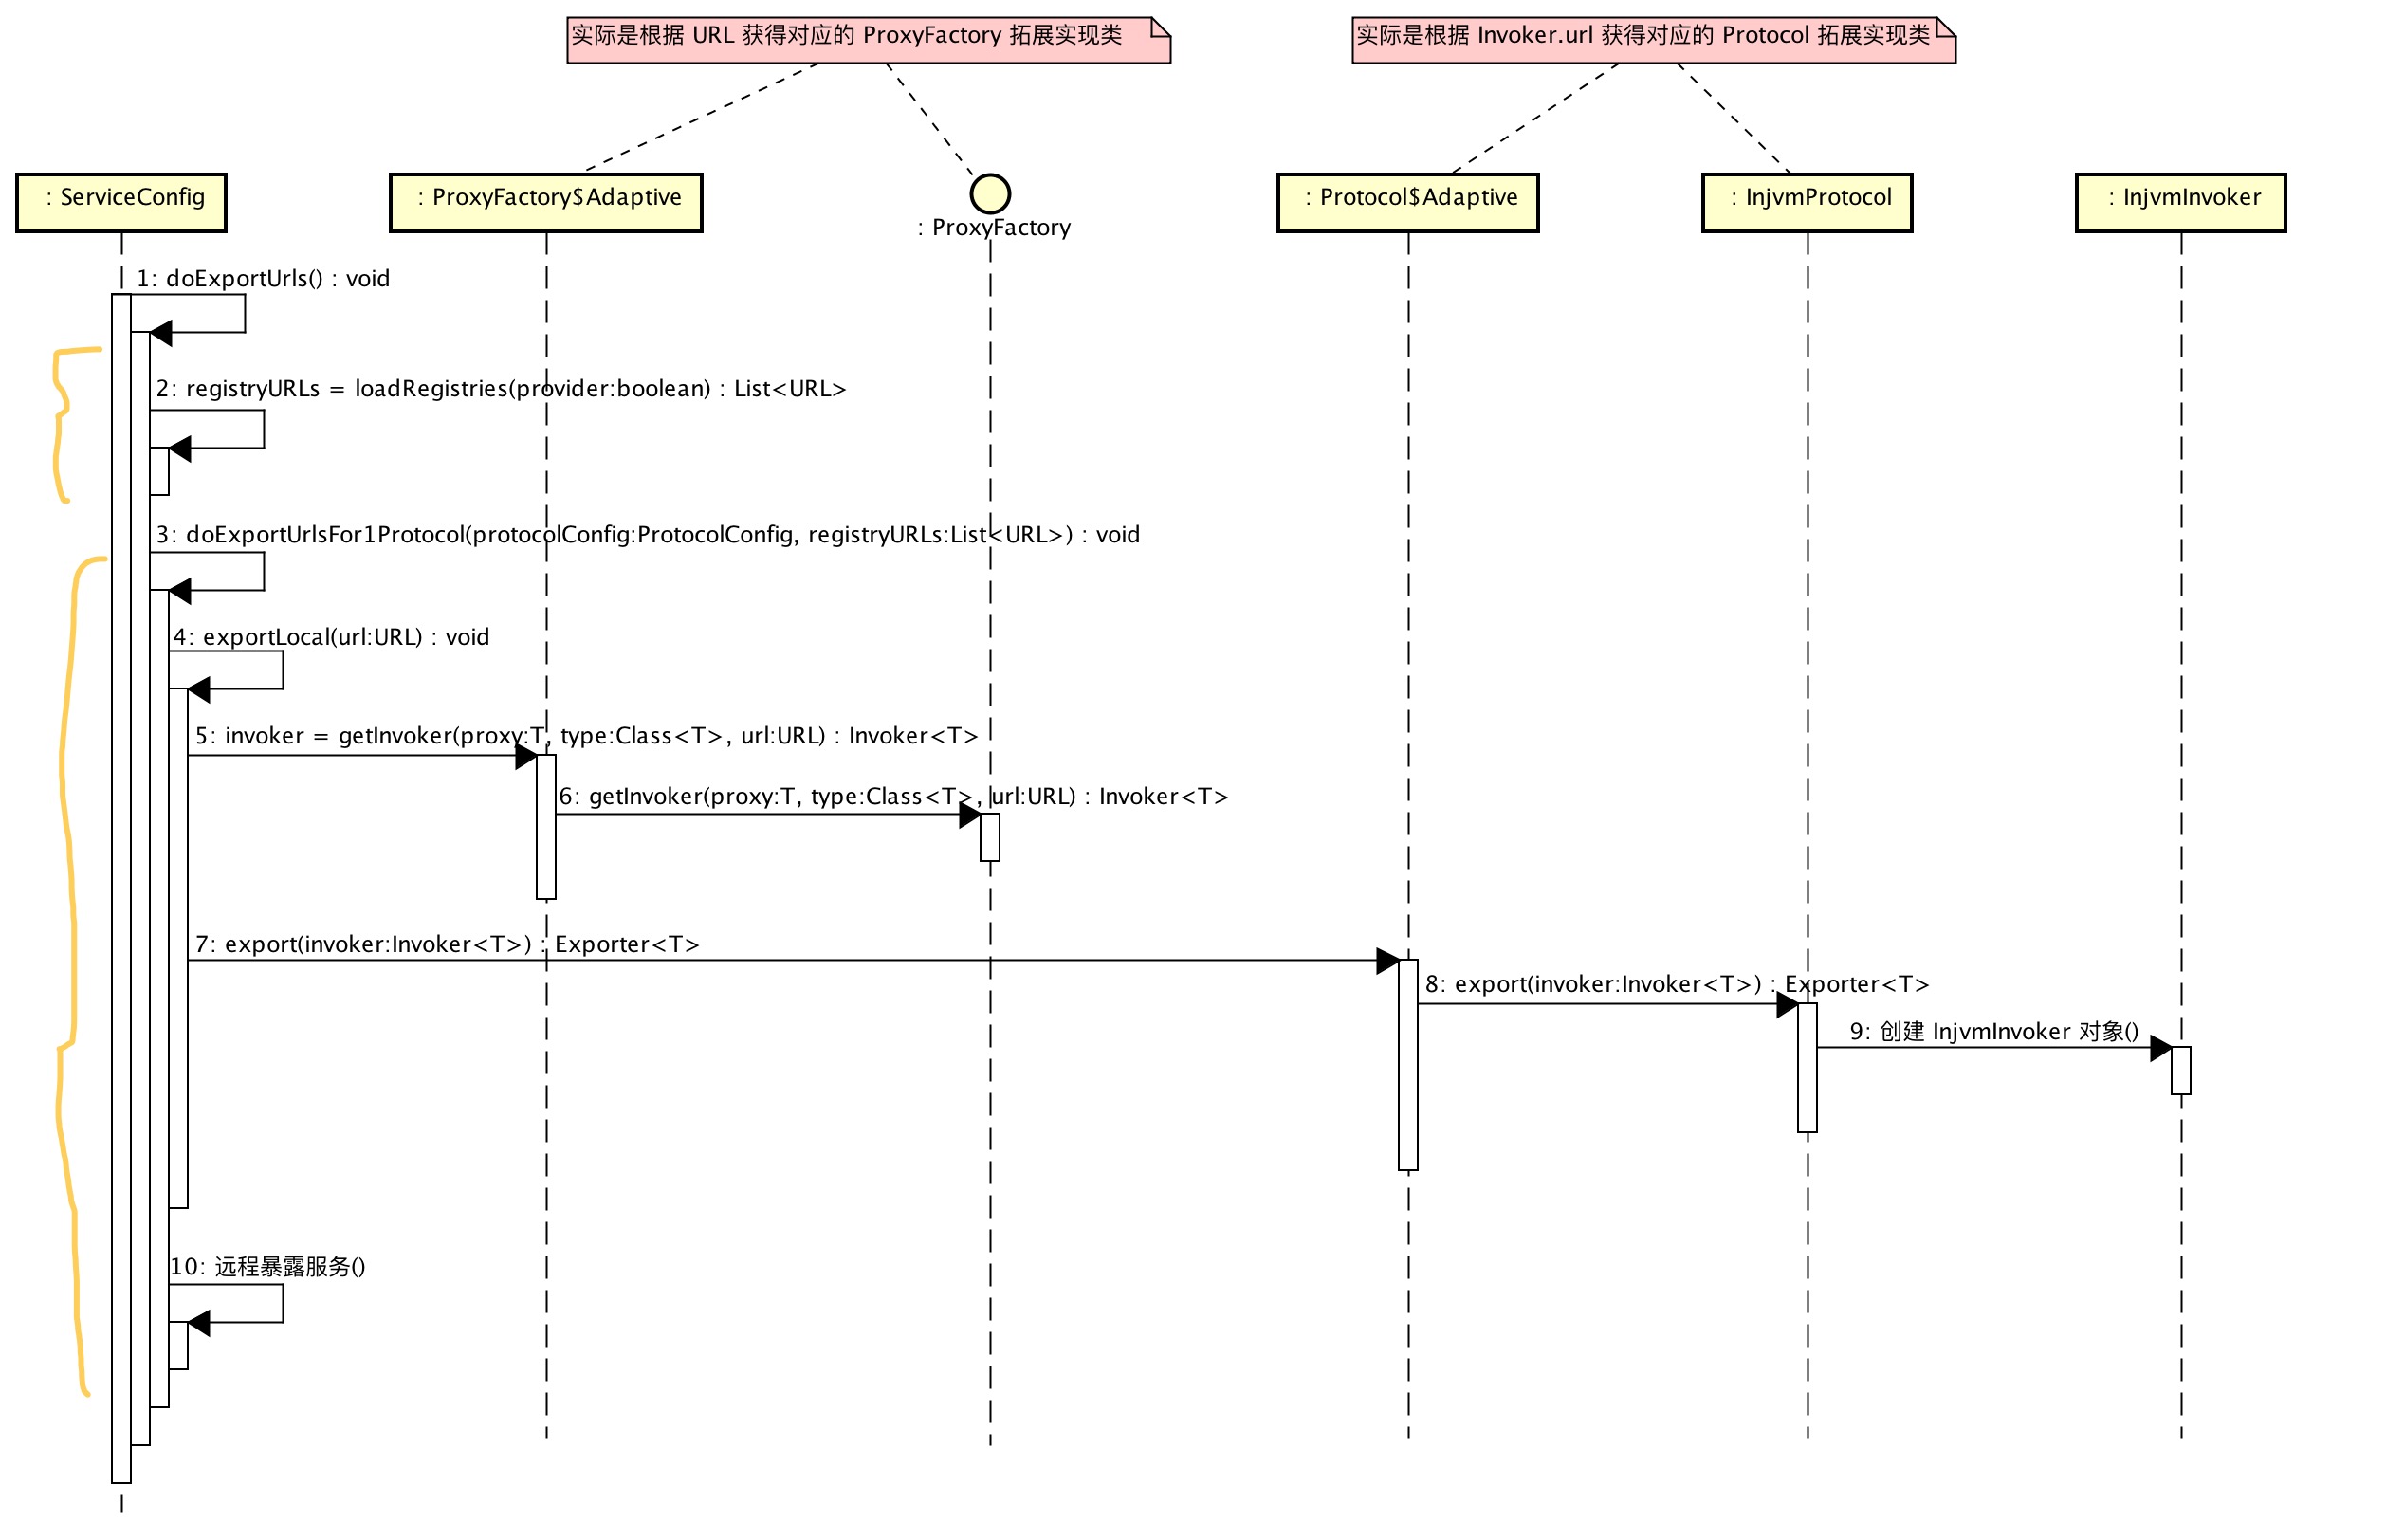 实际是根据 URL 获得对应的 ProxyFactory 拓展实现类
实际是根据 Invoker.url 获得对应的 Protocol 拓展实现类
: ServiceConfig
: ProxyFactory$Adaptive
: ProxyFactory
: Protocol$Adaptive
: InjvmProtocol
: InjvmInvoker
1: doExportUrls() : void
2: registryURLs = loadRegistries(provider:boolean) : List<URL>
3: doExportUrlsFor1Protocol(protocolConfig:ProtocolConfig, registryURLs:List<URL>) : void
4: exportLocal(url:URL) : void
5: invoker = getInvoker(proxy:T, type:Class<T>, url:URL) : Invoker<T>
6: getInvoker(proxy:T, type:Class<T>, url:URL) : Invoker<T>
7: export(invoker:Invoker<T>) : Exporter<T>
8: export(invoker:Invoker<T>) : Exporter<T>
9: 创建 InjvmInvoker 对象()
10: 远程暴露服务()